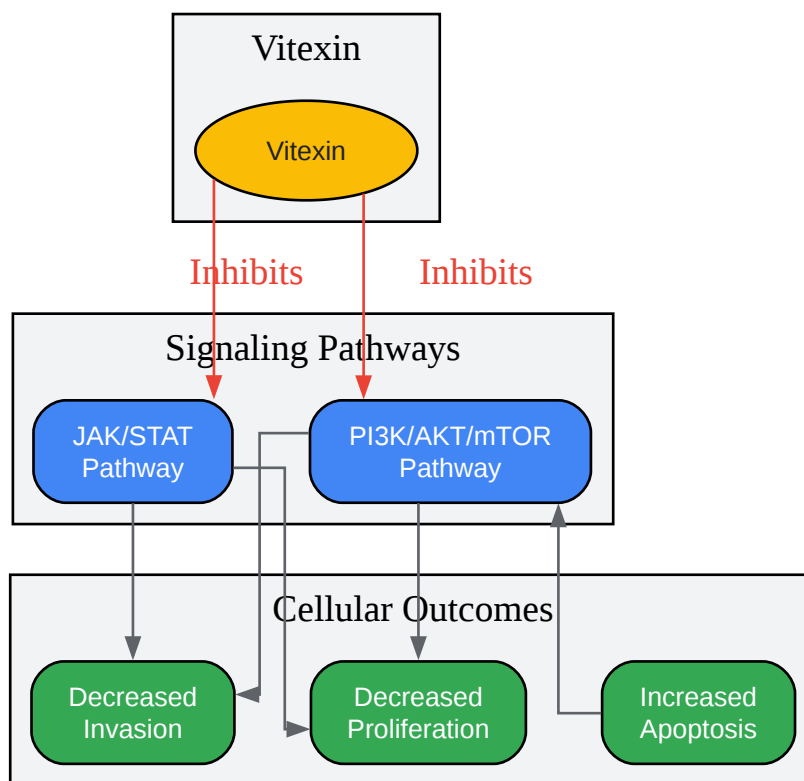 Vitexin
Vitexin
Inhibits
Inhibits
Signaling Pathways
JAK/STAT
Pathway
PI3K/AKT/mTOR
Pathway
Cellular Outcomes
Decreased
Invasion
Decreased
Proliferation
Increased
Apoptosis